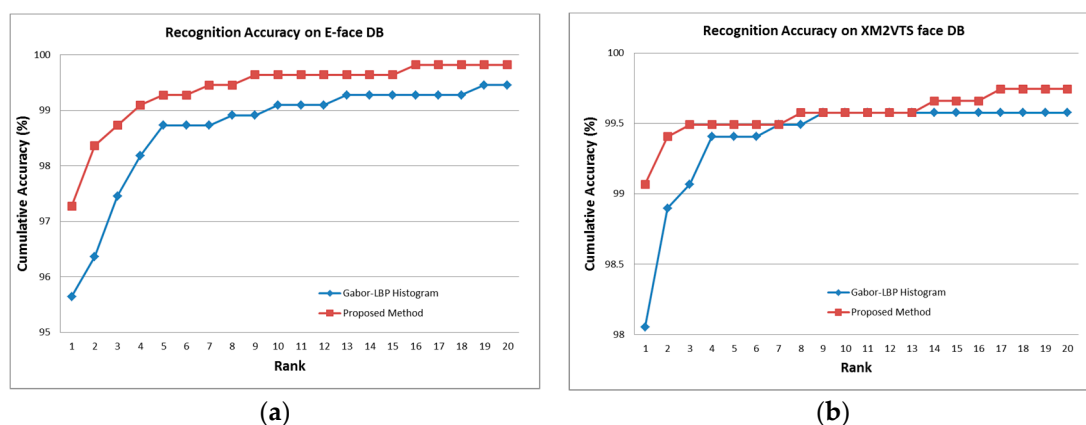 Recognition Accuracy on E-face DB
100
99
98
97
96
95
Cumulative Accuracy (%)
Gabor-LBP Histogram
Proposed Method
1 2 3 4 5 6 7 8 9 10 11 12 13 14 15 16 17 18 19 20
Rank
(a)
Recognition Accuracy on XM2VTS face DB
100
99.5
99
98.5
98
Cumulative Accuracy (%)
Gabor-LBP Histogram
Proposed Method
1 2 3 4 5 6 7 8 9 10 11 12 13 14 15 16 17 18 19 20
Rank
(b)